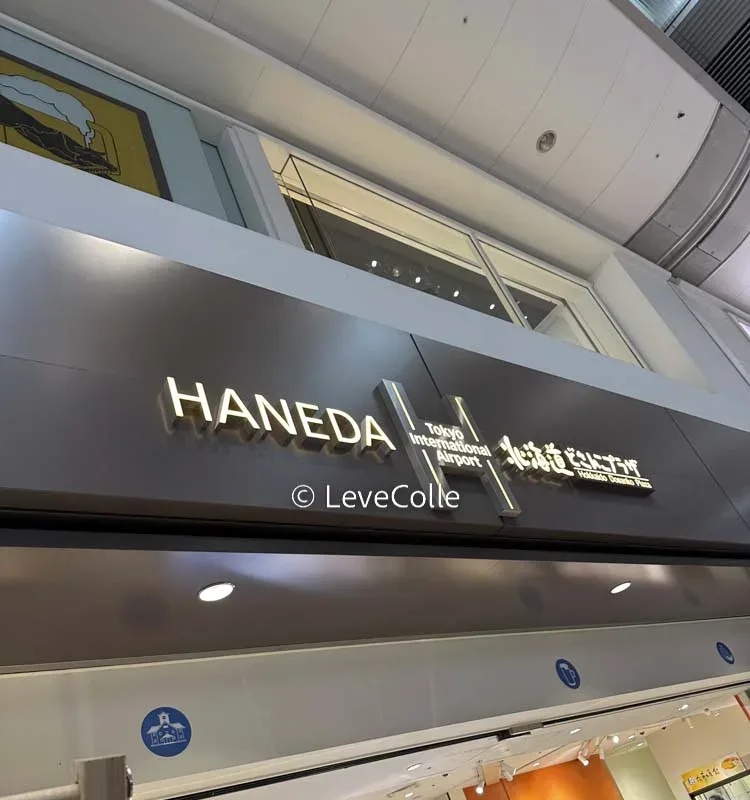 HANEDA
Tokyo
International
Airport
北海道どさんこプラザ
Hokkaido Dosanko Plaza
© LeveColle